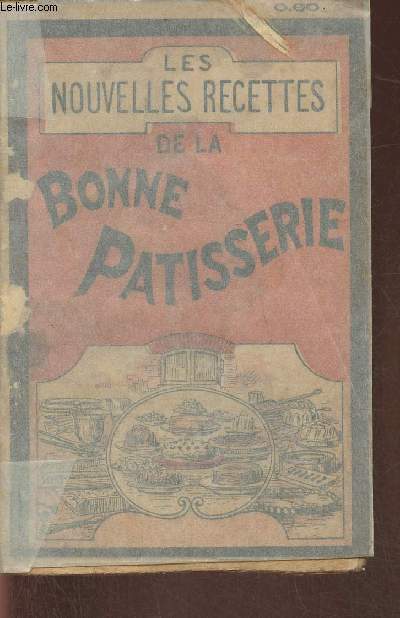 Le-livre.com
0.60.
LES
NOUVELLES RECETTES
DE LA
BONNE
PATISSERIE